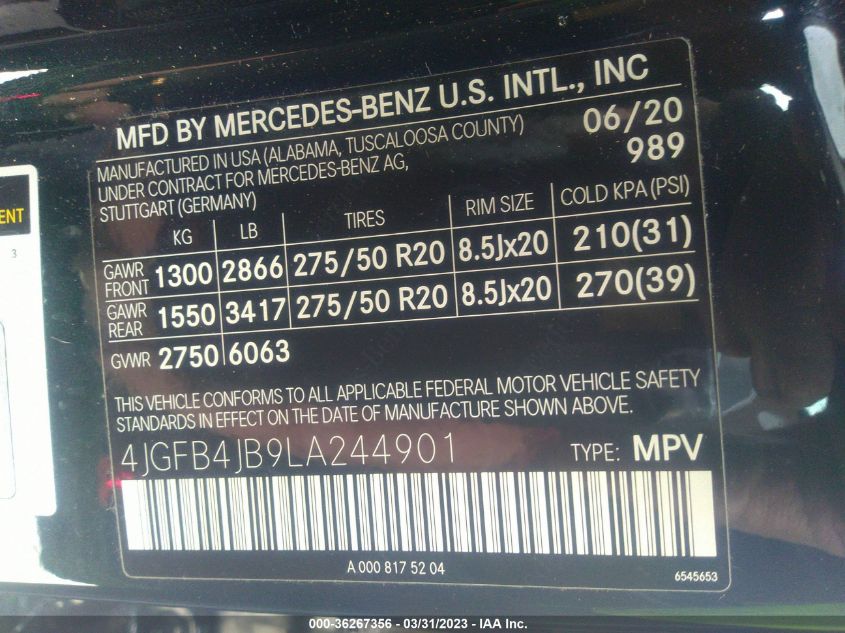 MFD BY MERCEDES-BENZ U.S. INTL., INC
MANUFACTURED IN USA (ALABAMA, TUSCALOOSA COUNTY) 06/20
UNDER CONTRACT FOR MERCEDES-BENZ AG, 989
STUTTGART (GERMANY)
KG LB TIRES RIM SIZE COLD KPA (PSI)
GAWR FRONT 1300 2866 275/50 R20 8.5Jx20 210(31)
GAWR REAR 1550 3417 275/50 R20 8.5Jx20 270(39)
GVWR 2750 6063
THIS VEHICLE CONFORMS TO ALL APPLICABLE FEDERAL MOTOR VEHICLE SAFETY
STANDARDS IN EFFECT ON THE DATE OF MANUFACTURE SHOWN ABOVE.
4JGFB4JB9LA244901 TYPE: MPV
A 000 817 52 04
6545653
3
000-36267356 - 03/31/2023 - IAA Inc.